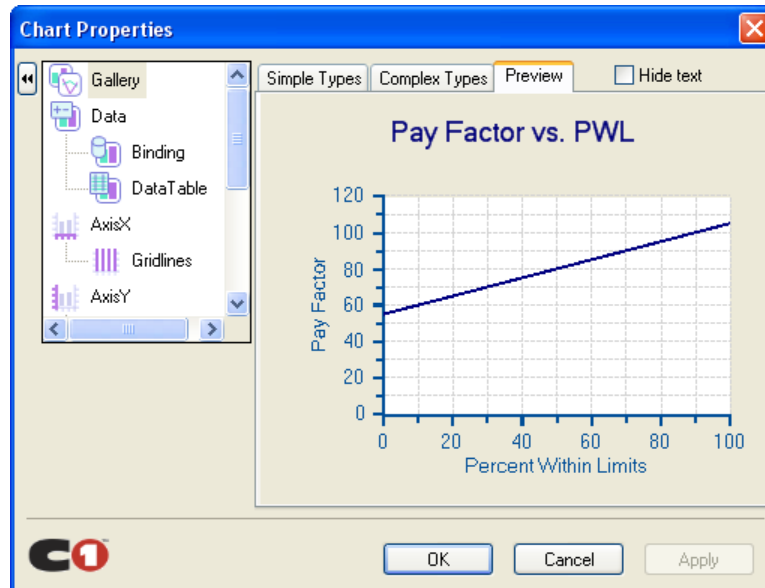 Chart Properties
Gallery
Data
Binding
DataTable
AxisX
Gridlines
AxisY
Simple Types
Complex Types
Preview
Hide text
Pay Factor vs. PWL
Pay Factor
120
100
80
60
40
20
0
0 20 40 60 80 100
Percent Within Limits
C1
OK
Cancel
Apply